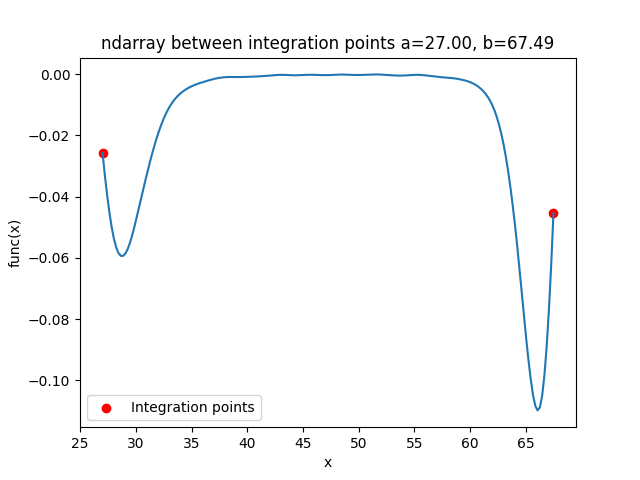 ndarray between integration points a=27.00, b=67.49
0.00
−0.02
−0.04
−0.06
−0.08
−0.10
func(x)
Integration points
25 30 35 40 45 50 55 60 65
x